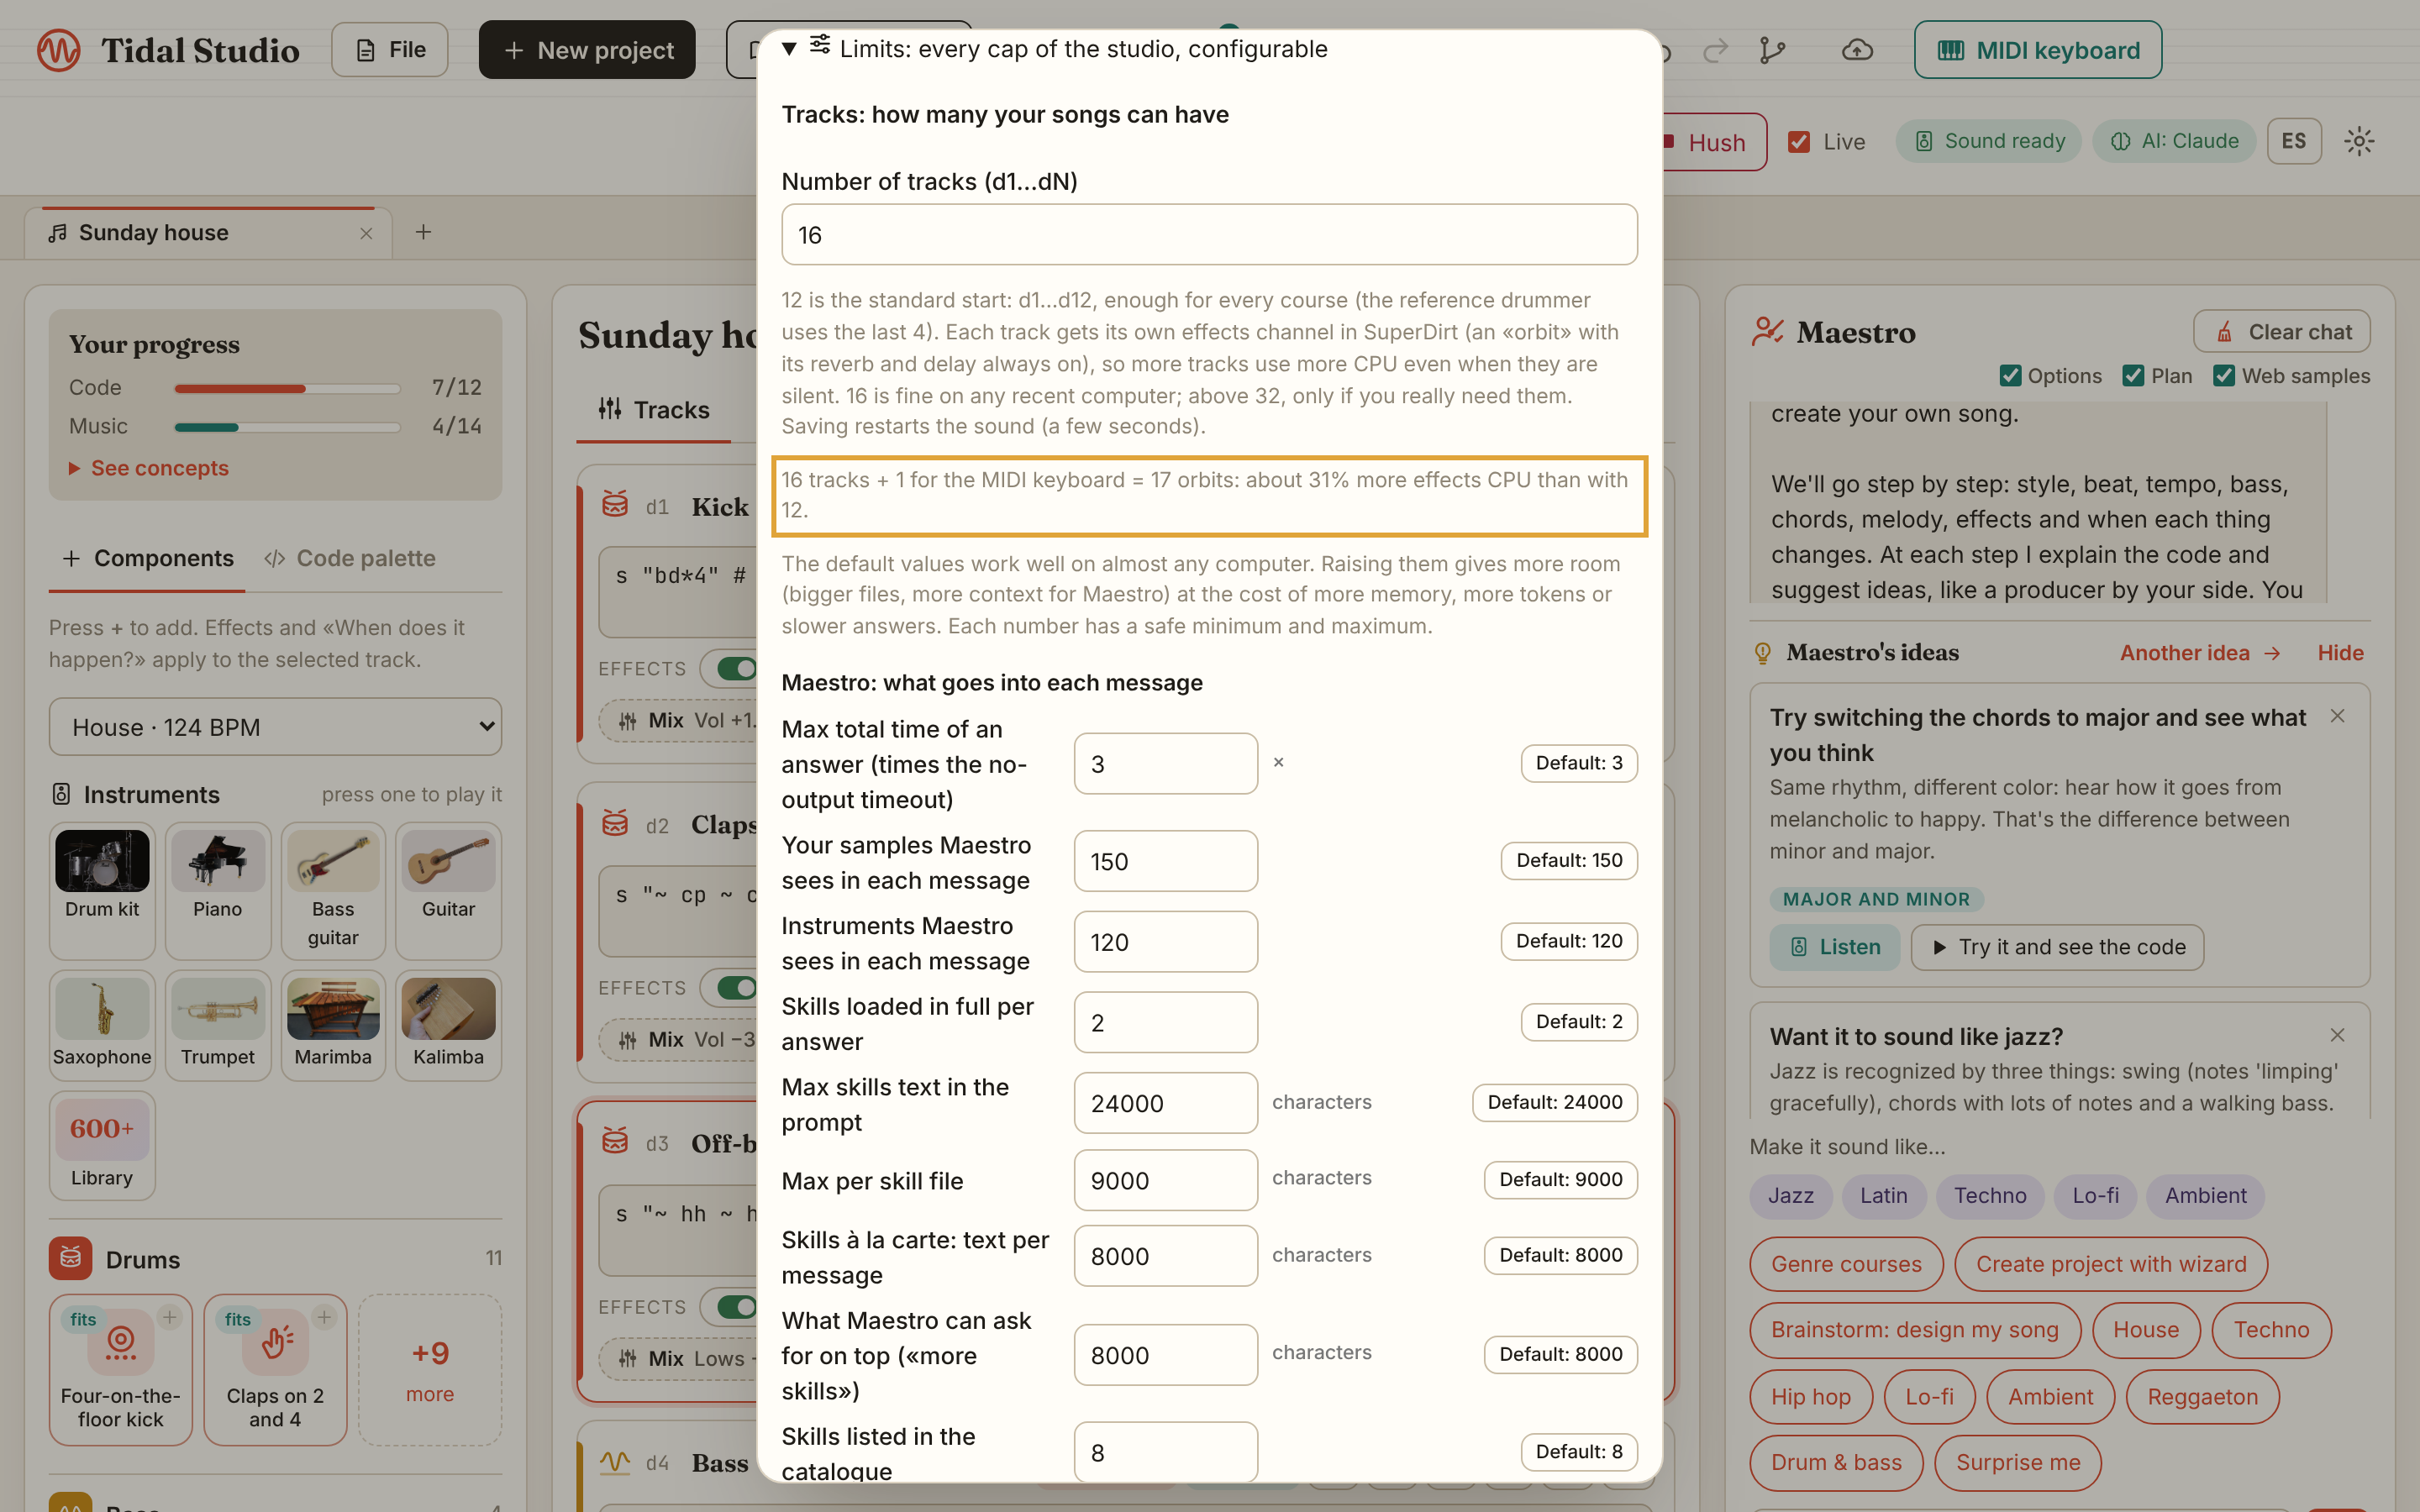 Tidal Studio
File
New project
MIDI keyboard
Hush
Live
Sound ready
AI: Claude
ES
Sunday house
Your progress
Code
7/12
Music
4/14
See concepts
Components
Code palette
Press + to add. Effects and «When does it
happen?» apply to the selected track.
House · 124 BPM
Instruments
press one to play it
Drum kit
Piano
Bass
guitar
Guitar
Saxophone
Trumpet
Marimba
Kalimba
600+
Library
Drums
11
fits
Four-on-the-
floor kick
fits
Claps on 2
and 4
+9
more
Tracks
d1
Kick
s "bd*4" #
EFFECTS
Mix
d2
s "~ cp ~
EFFECTS
Mix
d3
s "~ hh ~
EFFECTS
Mix
d4
Bass
Limits: every cap of the studio, configurable
Tracks: how many your songs can have
Number of tracks (d1…dN)
16
12 is the standard start: d1…d12, enough for every course (the reference drummer
uses the last 4). Each track gets its own effects channel in SuperDirt (an «orbit» with
its reverb and delay always on), so more tracks use more CPU even when they are
silent. 16 is fine on any recent computer; above 32, only if you really need them.
Saving restarts the sound (a few seconds).
16 tracks + 1 for the MIDI keyboard = 17 orbits: about 31% more effects CPU than with
12.
The default values work well on almost any computer. Raising them gives more room
(bigger files, more context for Maestro) at the cost of more memory, more tokens or
slower answers. Each number has a safe minimum and maximum.
Maestro: what goes into each message
Max total time of an
answer (times the no-
output timeout)
3
×
Default: 3
Your samples Maestro
sees in each message
150
Default: 150
Instruments Maestro
sees in each message
120
Default: 120
Skills loaded in full per
answer
2
Default: 2
Max skills text in the
prompt
24000
characters
Default: 24000
Max per skill file
9000
characters
Default: 9000
Skills à la carte: text per
message
8000
characters
Default: 8000
What Maestro can ask
for on top («more
skills»)
8000
characters
Default: 8000
Skills listed in the
catalogue
8
Default: 8
Maestro
Clear chat
Options
Plan
Web samples
create your own song.
We'll go step by step: style, beat, tempo, bass,
chords, melody, effects and when each thing
changes. At each step I explain the code and
suggest ideas, like a producer by your side. You
Maestro's ideas
Another idea →
Hide
Try switching the chords to major and see what
you think
Same rhythm, different color: hear how it goes from
melancholic to happy. That's the difference between
minor and major.
MAJOR AND MINOR
Listen
Try it and see the code
Want it to sound like jazz?
Jazz is recognized by three things: swing (notes 'limping'
gracefully), chords with lots of notes and a walking bass.
Make it sound like…
Jazz
Latin
Techno
Lo-fi
Ambient
Genre courses
Create project with wizard
Brainstorm: design my song
House
Techno
Hip hop
Lo-fi
Ambient
Reggaeton
Drum & bass
Surprise me